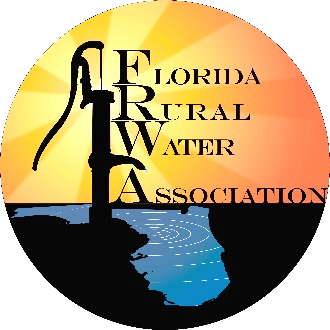 FLORIDA
RURAL
WATER
ASSOCIATION